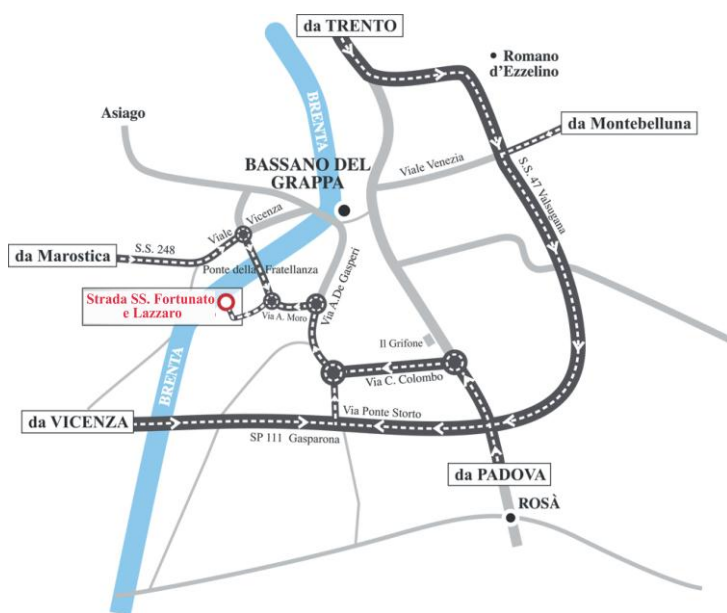 da TRENTO
Romano
d'Ezzelino
Asiago
BRENTA
da Montebelluna
BASSANO DEL
GRAPPA
Viale Venezia
S.S. 47 Valsugana
Viale
Vicenza
S.S. 248
da Marostica
Ponte della Fratellanza
Via A.De Gasperi
Strada SS. Fortunato
e Lazzaro
Via A. Moro
Il Grifone
Via C. Colombo
BRENTA
Via Ponte Storto
da VICENZA
SP 111 Gasparona
da PADOVA
ROSÀ